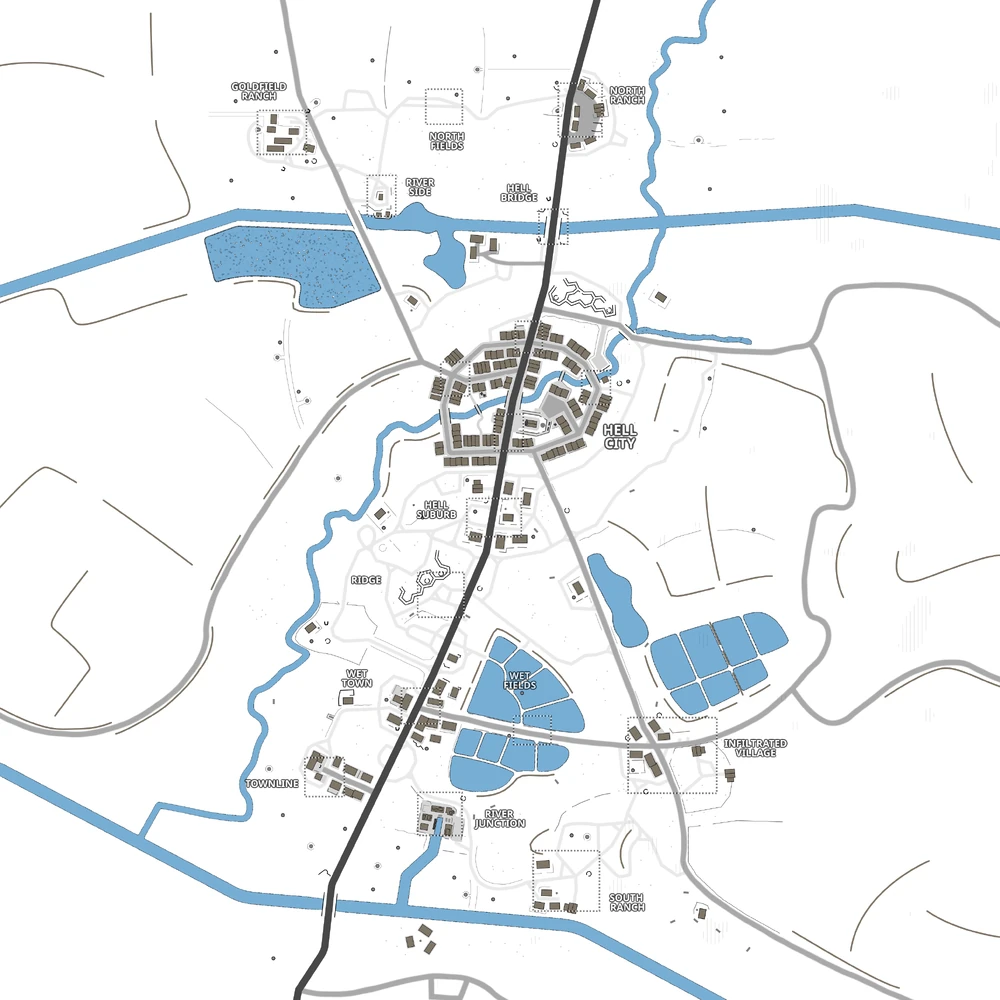 GOLDFIELD
RANCH
NORTH
RANCH
NORTH
FIELDS
RIVER
SIDE
HELL
BRIDGE
HELL
CITY
HELL
SUBURB
RIDGE
WET
TOWN
WET
FIELDS
INFILTRATED
VILLAGE
TOWNLINE
RIVER
JUNCTION
SOUTH
RANCH